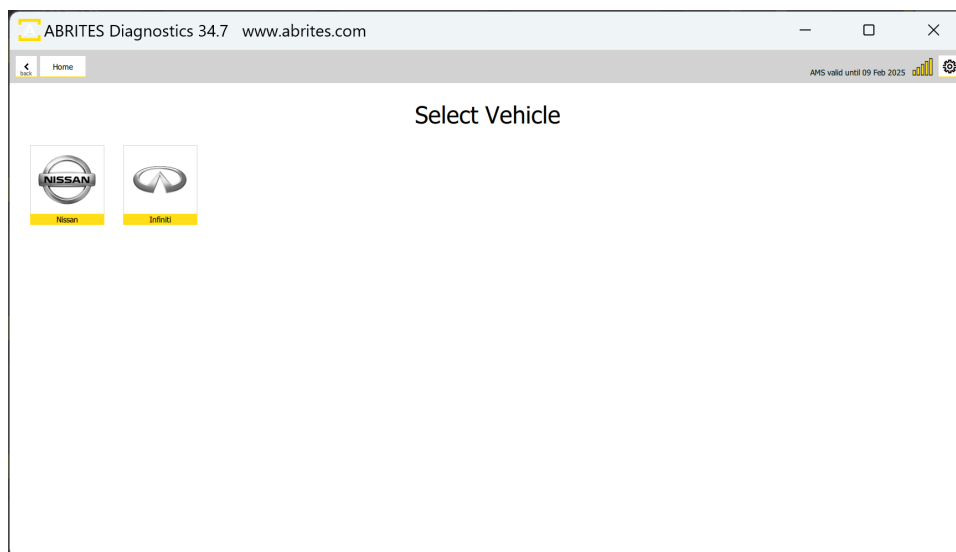 ABRITES Diagnostics 34.7 www.abrites.com
back
Home
AMS valid until 09 Feb 2025
Select Vehicle
NISSAN
Nissan
Infiniti